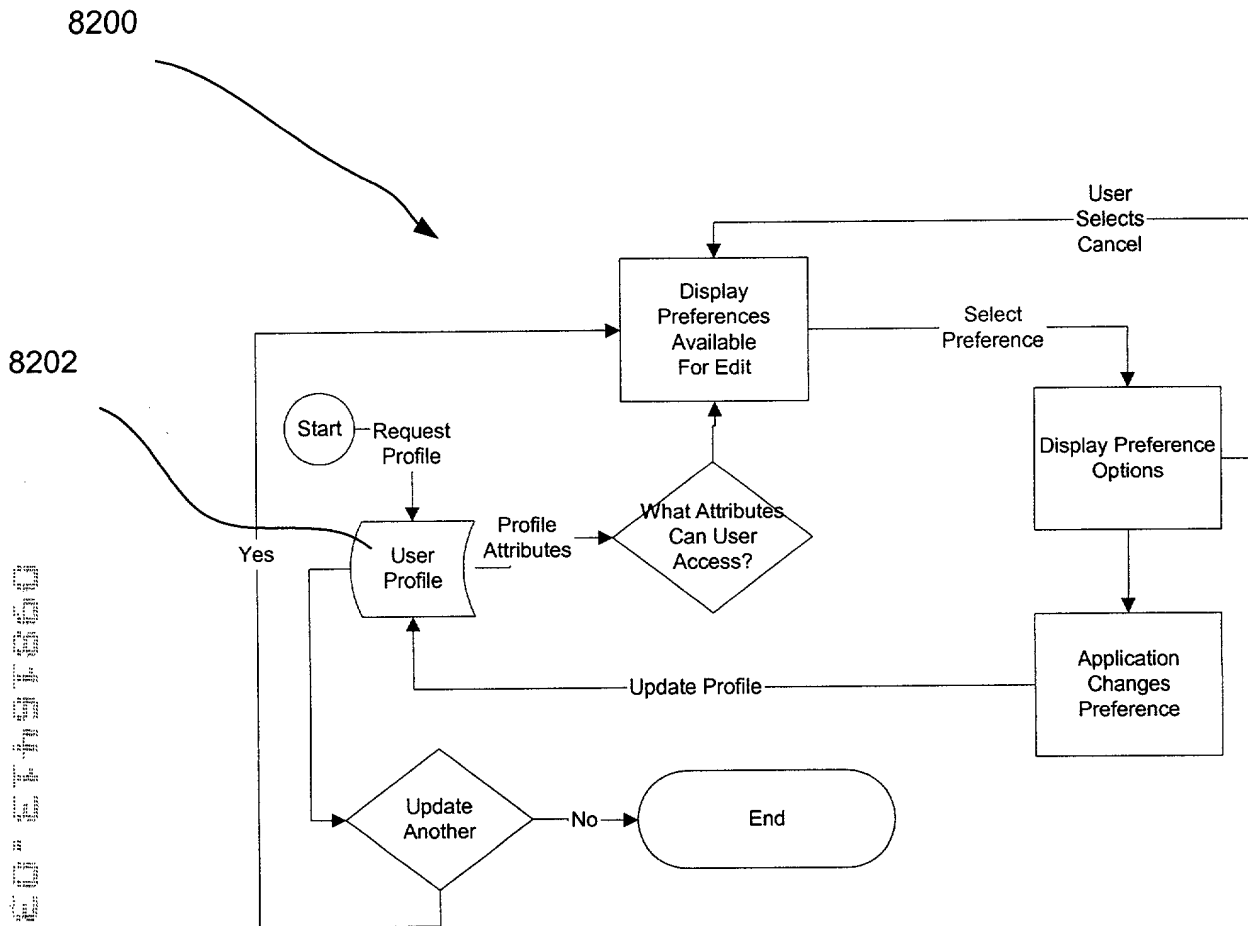 8200
User
Selects
Cancel
Display
Preferences
Available
For Edit
Select
Preference
8202
Start
Request
Profile
Display Preference
Options
What Attributes
Can User
Access?
Profile
Attributes
User
Profile
Yes
Application
Changes
Preference
Update Profile
Update
Another
No
End